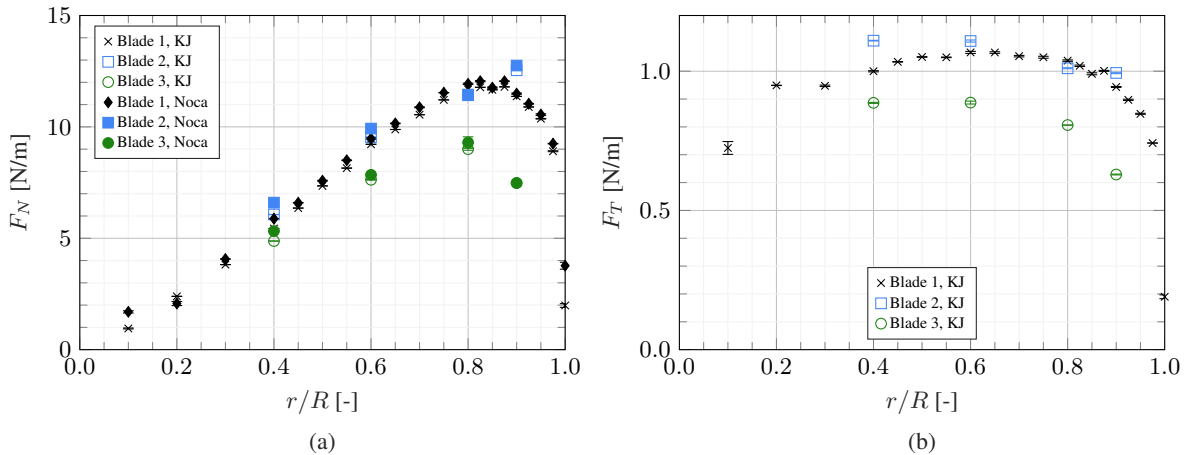 15
10
5
0
F_N [N/m]
Blade 1, KJ
Blade 2, KJ
Blade 3, KJ
Blade 1, Noca
Blade 2, Noca
Blade 3, Noca
0.0 0.2 0.4 0.6 0.8 1.0
r/R [-]
(a)
1.0
0.5
0.0
F_T [N/m]
Blade 1, KJ
Blade 2, KJ
Blade 3, KJ
0.0 0.2 0.4 0.6 0.8 1.0
r/R [-]
(b)